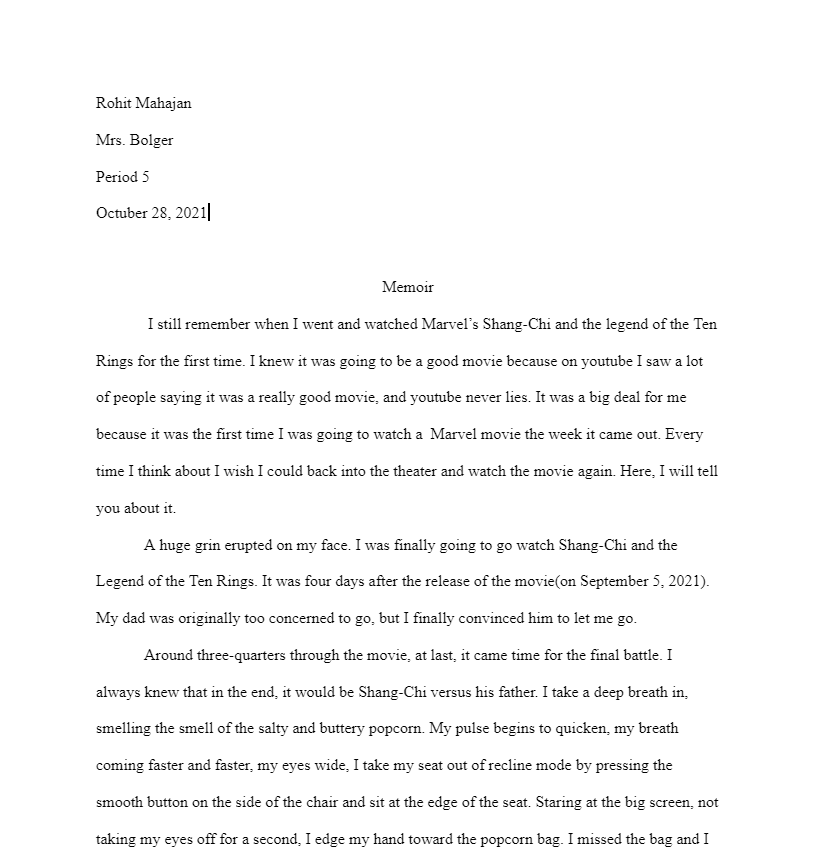 Rohit Mahajan
Mrs. Bolger
Period 5
Octuber 28, 2021
Memoir
I still remember when I went and watched Marvel’s Shang-Chi and the legend of the Ten
Rings for the first time. I knew it was going to be a good movie because on youtube I saw a lot
of people saying it was a really good movie, and youtube never lies. It was a big deal for me
because it was the first time I was going to watch a  Marvel movie the week it came out. Every
time I think about I wish I could back into the theater and watch the movie again. Here, I will tell
you about it.
A huge grin erupted on my face. I was finally going to go watch Shang-Chi and the
Legend of the Ten Rings. It was four days after the release of the movie(on September 5, 2021).
My dad was originally too concerned to go, but I finally convinced him to let me go.
Around three-quarters through the movie, at last, it came time for the final battle. I
always knew that in the end, it would be Shang-Chi versus his father. I take a deep breath in,
smelling the smell of the salty and buttery popcorn. My pulse begins to quicken, my breath
coming faster and faster, my eyes wide, I take my seat out of recline mode by pressing the
smooth button on the side of the chair and sit at the edge of the seat. Staring at the big screen, not
taking my eyes off for a second, I edge my hand toward the popcorn bag. I missed the bag and I